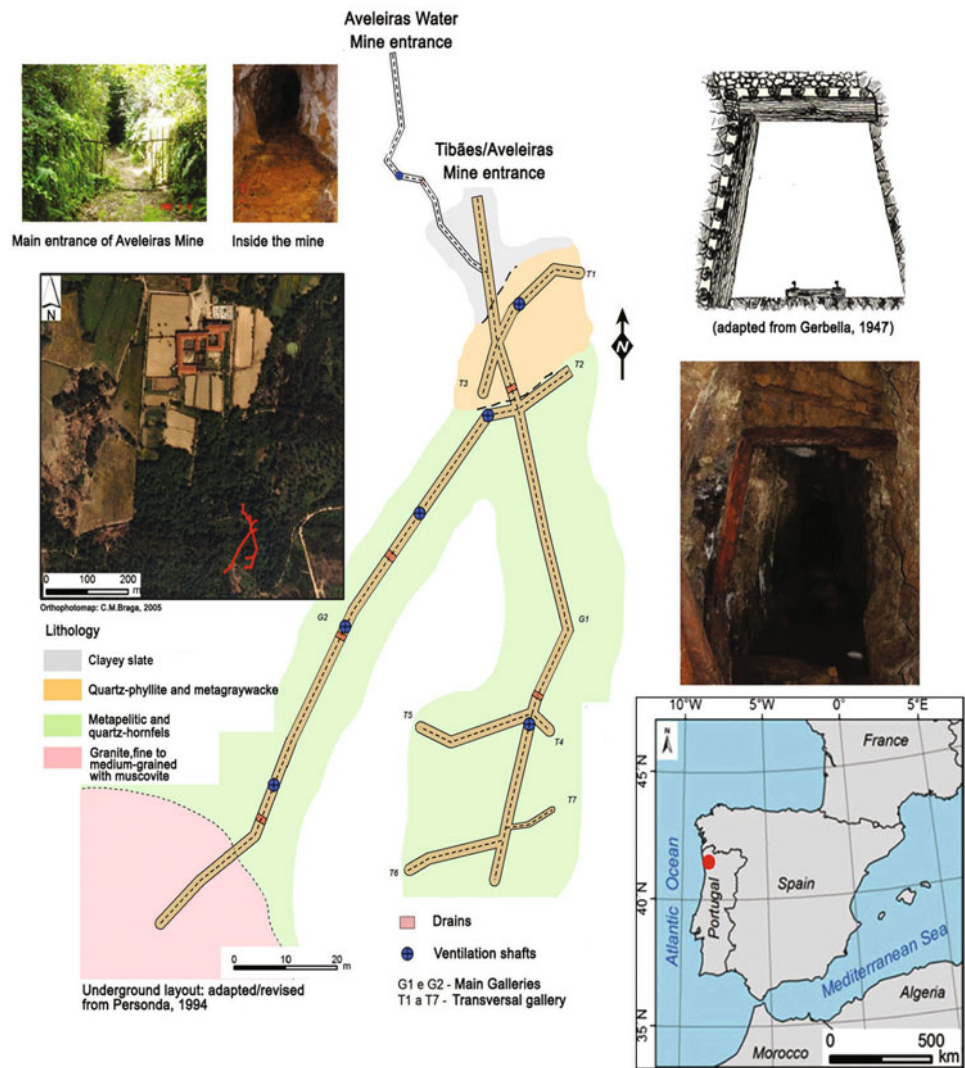 Aveleiras Water
Mine entrance
Tibães/Aveleiras
Mine entrance
Main entrance of Aveleiras Mine
Inside the mine
(adapted from Gerbella, 1947)
N
0 100 200
m
Orthophotomap: C.M.Braga, 2005
Lithology
Clayey slate
Quartz-phyllite and metagraywacke
Metapelitic and
quartz-hornfels
Granite,fine to
medium-grained
with muscovite
N
T1
T2
T3
G2
G1
T5
T4
T7
T6
0 10 20
m
Underground layout: adapted/revised
from Personda, 1994
Drains
Ventilation shafts
G1 e G2 - Main Galleries
T1 a T7 - Transversal gallery
10°W 5°W 0° 5°E
N
45°N
40°N
35°N
France
Atlantic Ocean
Portugal
Spain
Mediterranean Sea
Algeria
Morocco
0 500
km